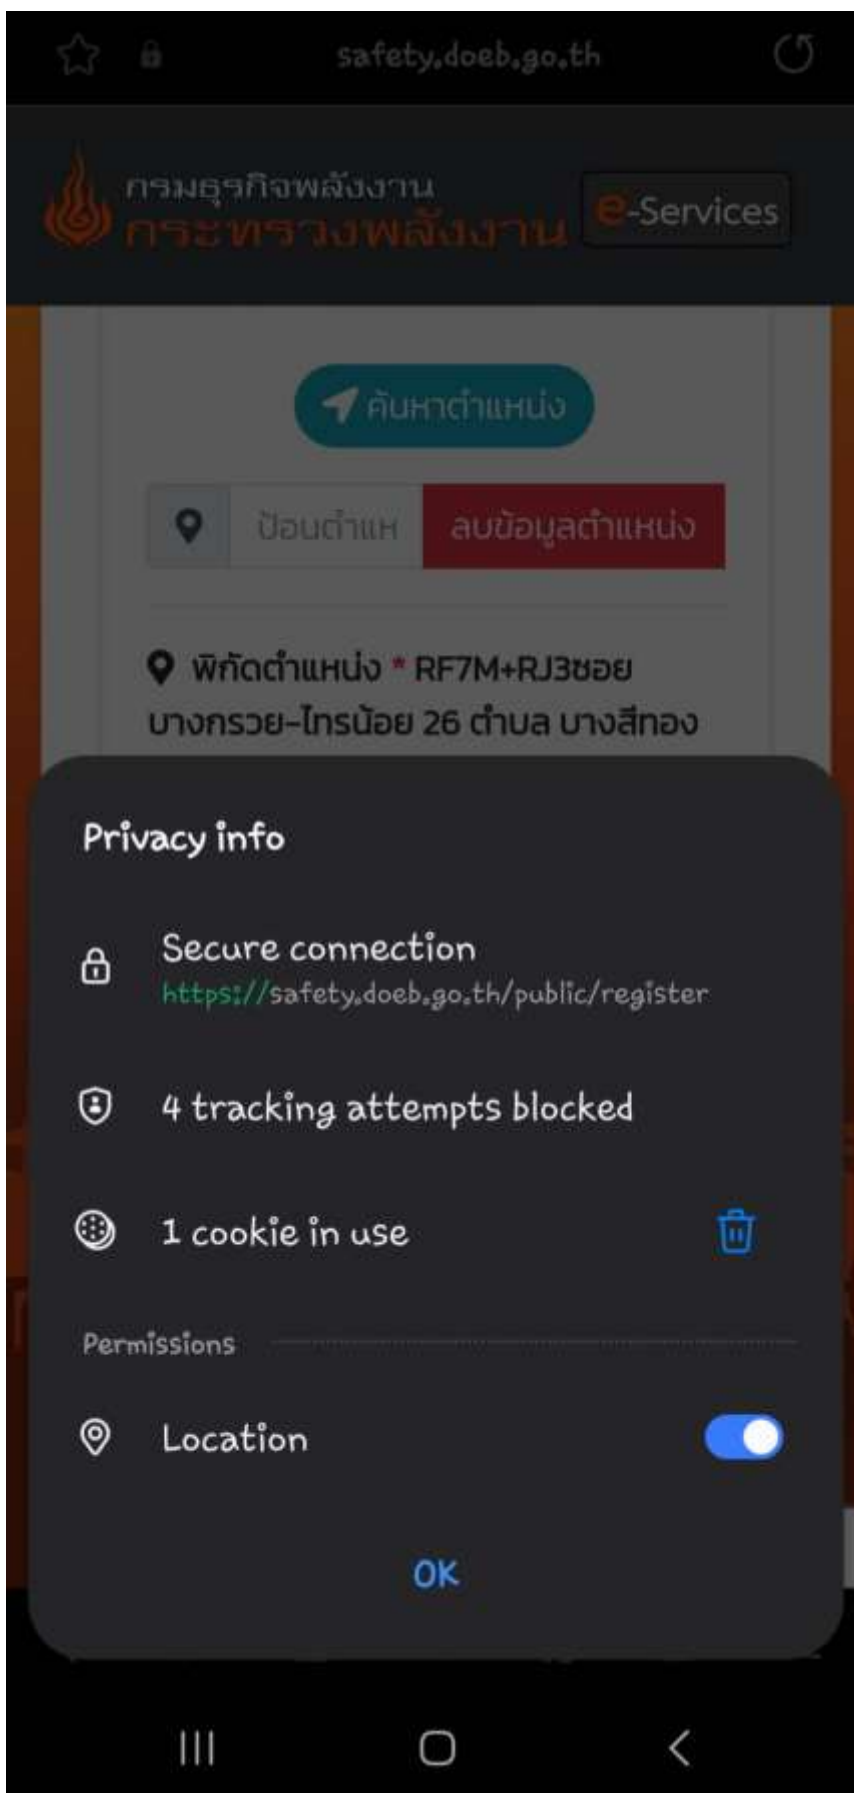 safety.doeb.go.th
กรมธุรกิจพลังงาน
กระทรวงพลังงาน
e-Services
ค้นหาตำแหน่ง
ป้อนตำแห
ลบข้อมูลตำแหน่ง
พิกัดตำแหน่ง * RF7M+RJ3ซอย
บางกรวย-ไทรน้อย 26 ตำบล บางสีทอง
Privacy info
Secure connection
https://safety.doeb.go.th/public/register
4 tracking attempts blocked
1 cookie in use
Permissions
Location
OK